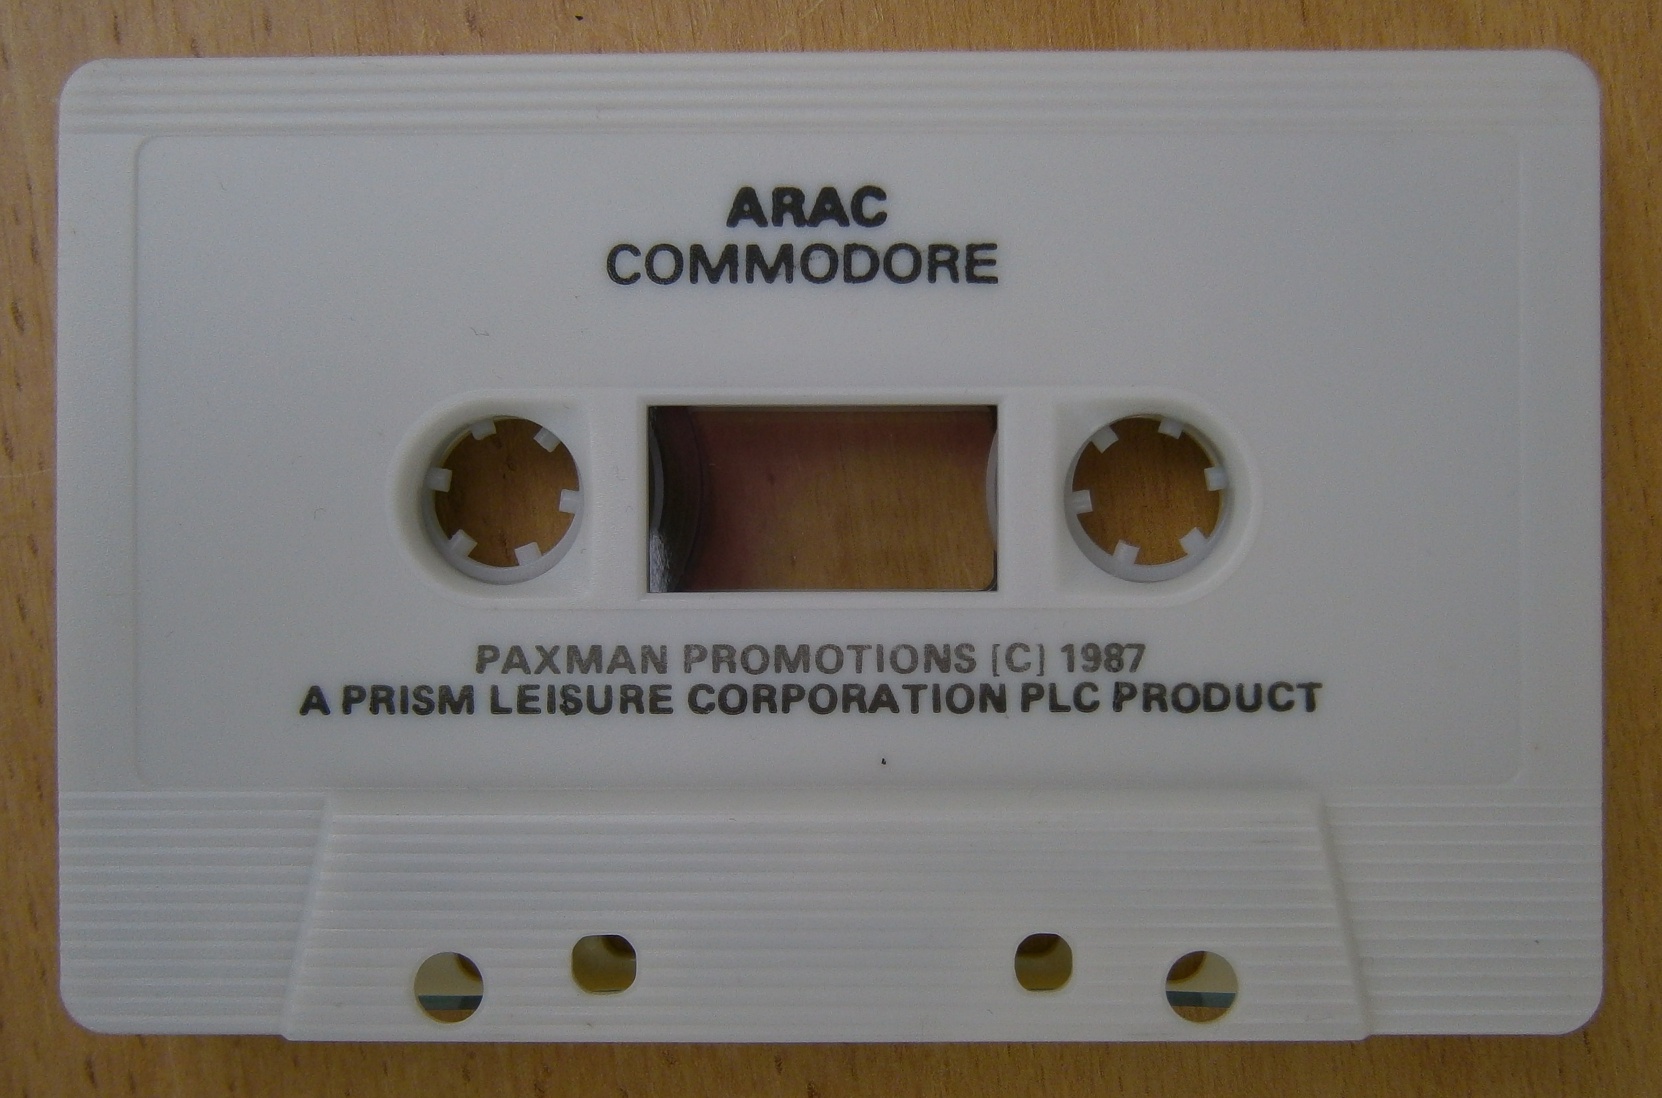 ARAC
COMMODORE
PAXMAN PROMOTIONS [C] 1987
A PRISM LEISURE CORPORATION PLC PRODUCT